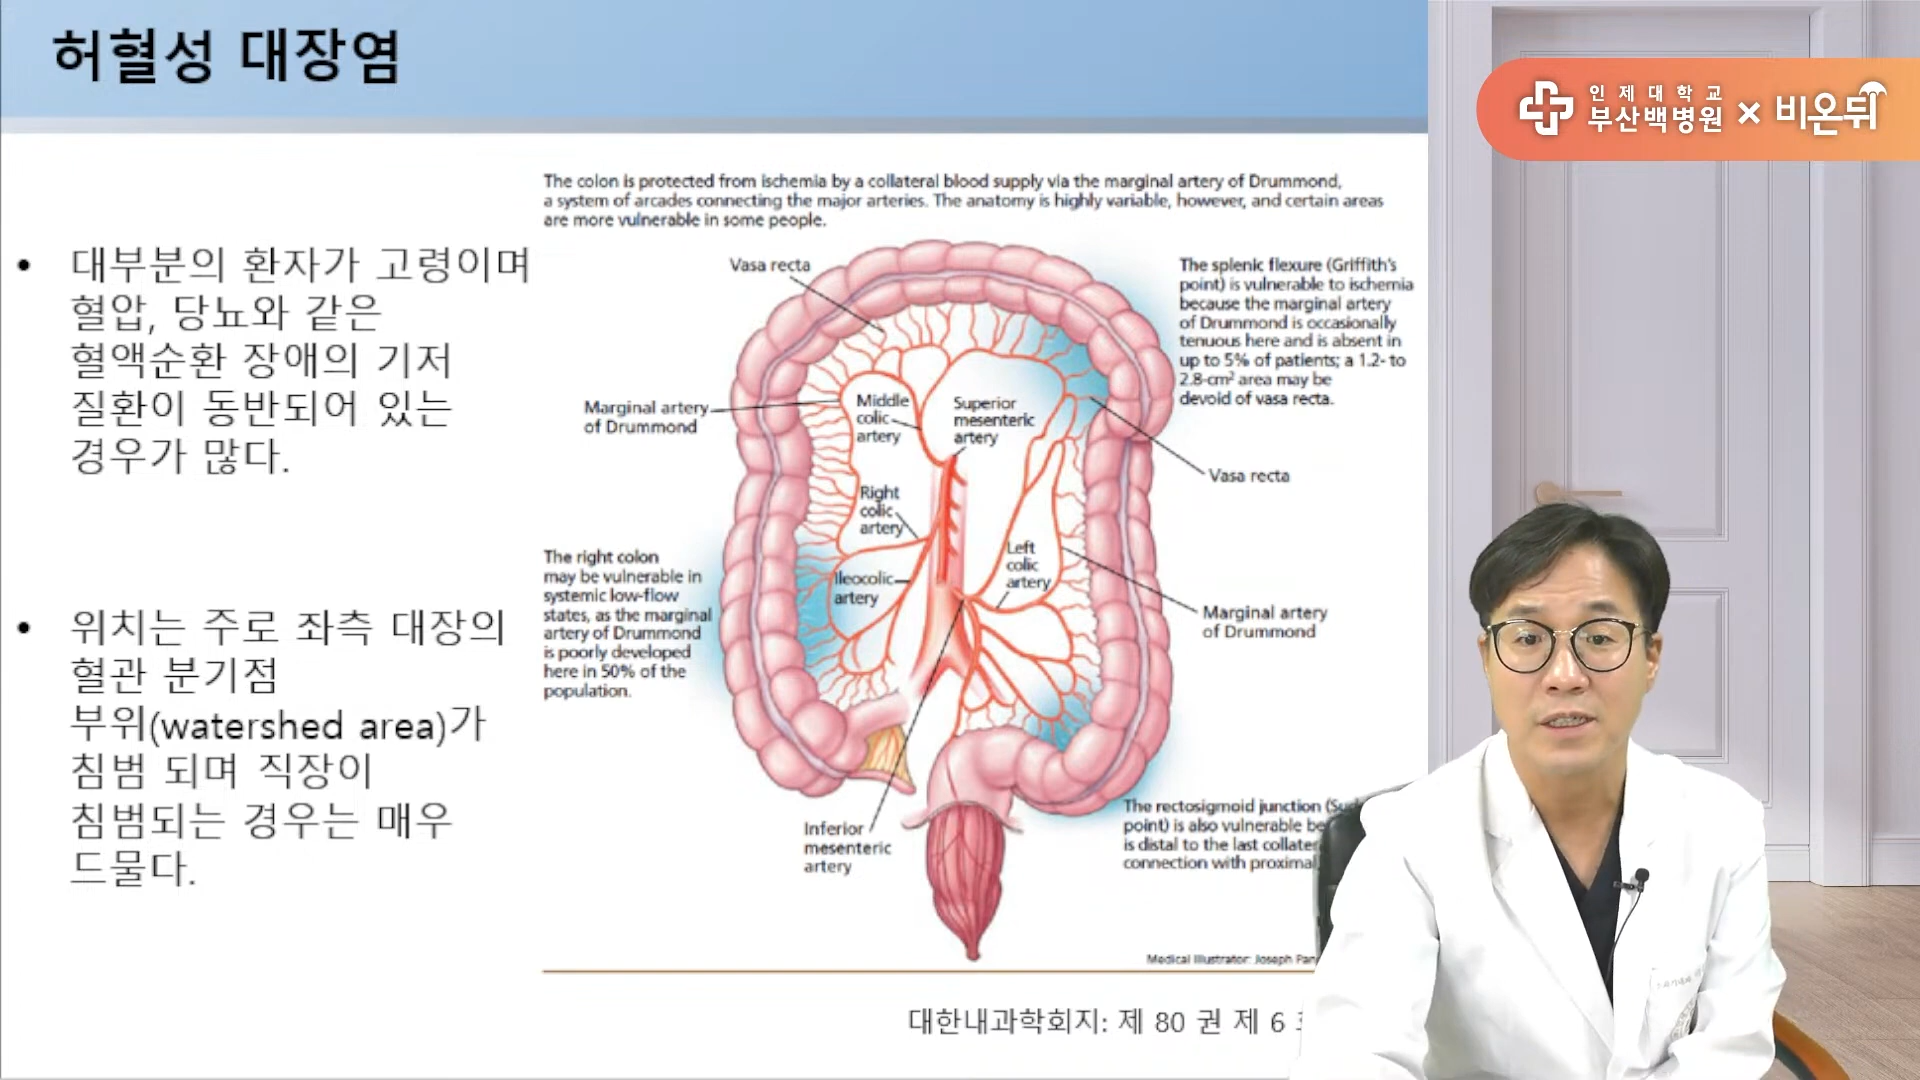 허혈성 대장염
인 제 대 학 교
부산백병원 × 비온뒤
• 대부분의 환자가 고령이며
혈압, 당뇨와 같은
혈액순환 장애의 기저
질환이 동반되어 있는
경우가 많다.
• 위치는 주로 좌측 대장의
혈관 분기점
부위(watershed area)가
침범 되며 직장이
침범되는 경우는 매우
드물다.
The colon is protected from ischemia by a collateral blood supply via the marginal artery of Drummond,
a system of arcades connecting the major arteries. The anatomy is highly variable, however, and certain areas
are more vulnerable in some people.
Vasa recta
The splenic flexure (Griffith's
point) is vulnerable to ischemia
because the marginal artery
of Drummond is occasionally
tenuous here and is absent in
up to 5% of patients; a 1.2- to
2.8-cm² area may be
devoid of vasa recta.
Marginal artery
of Drummond
Middle
colic
artery
Superior
mesenteric
artery
Vasa recta
Right
colic
artery
Left
colic
artery
Ileocolic
artery
The right colon
may be vulnerable in
systemic low-flow
states, as the marginal
artery of Drummond
is poorly developed
here in 50% of the
population.
Marginal artery
of Drummond
Inferior
mesenteric
artery
The rectosigmoid junction
point) is also vulnerable
is distal to the last
connection with proximal
Medical Illustrator: Joseph
대한내과학회지: 제 80 권 제 6